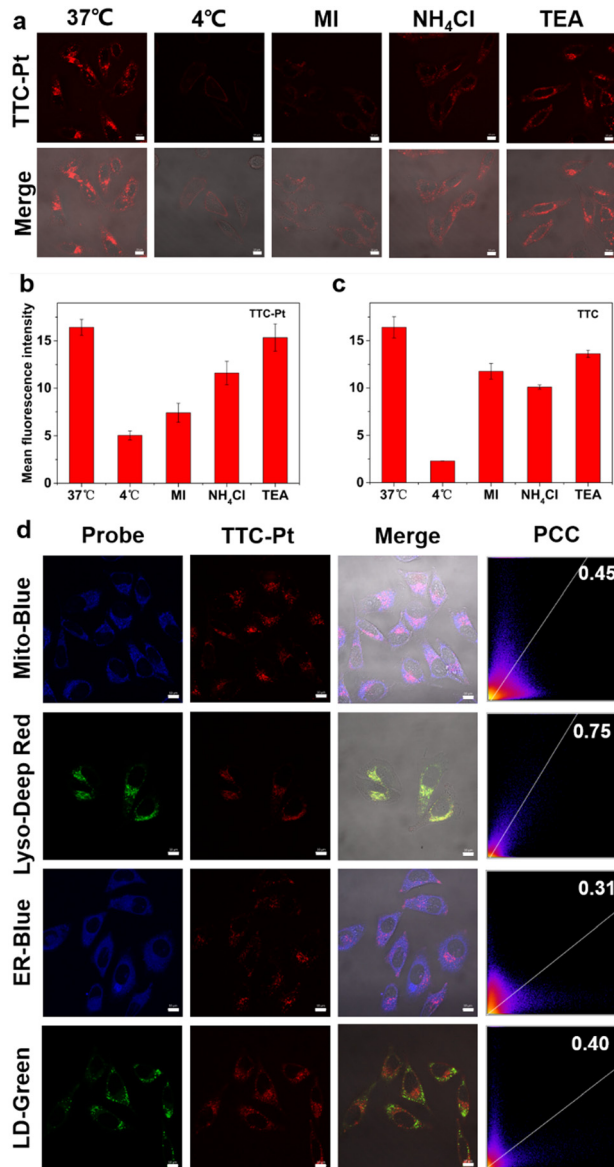 a
37℃ 4℃ MI NH₄Cl TEA
TTC-Pt
Merge
b
c
Mean fluorescence intensity
15
10
5
0
TTC-Pt
37℃ 4℃ MI NH₄Cl TEA
15
10
5
0
TTC
37℃ 4℃ MI NH₄Cl TEA
d
Probe TTC-Pt Merge PCC
Mito-Blue
0.45
Lyso-Deep Red
0.75
ER-Blue
0.31
LD-Green
0.40